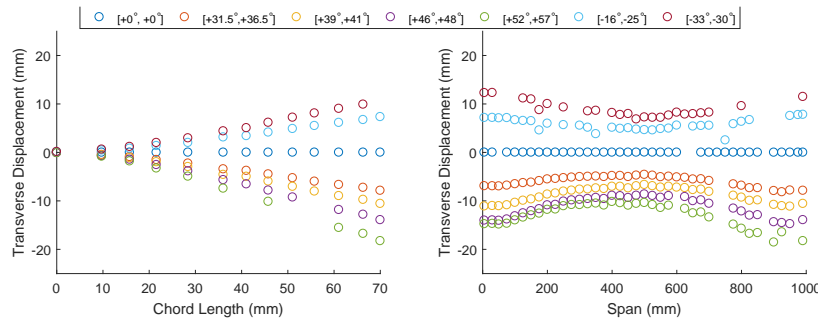 [+0°, +0°] [+31.5°,+36.5°] [+39°,+41°] [+46°,+48°] [+52°,+57°] [-16°,-25°] [-33°,-30°]
Transverse Displacement (mm)
20
10
0
-10
-20
0 10 20 30 40 50 60 70
Chord Length (mm)
Transverse Displacement (mm)
20
10
0
-10
-20
0 200 400 600 800 1000
Span (mm)